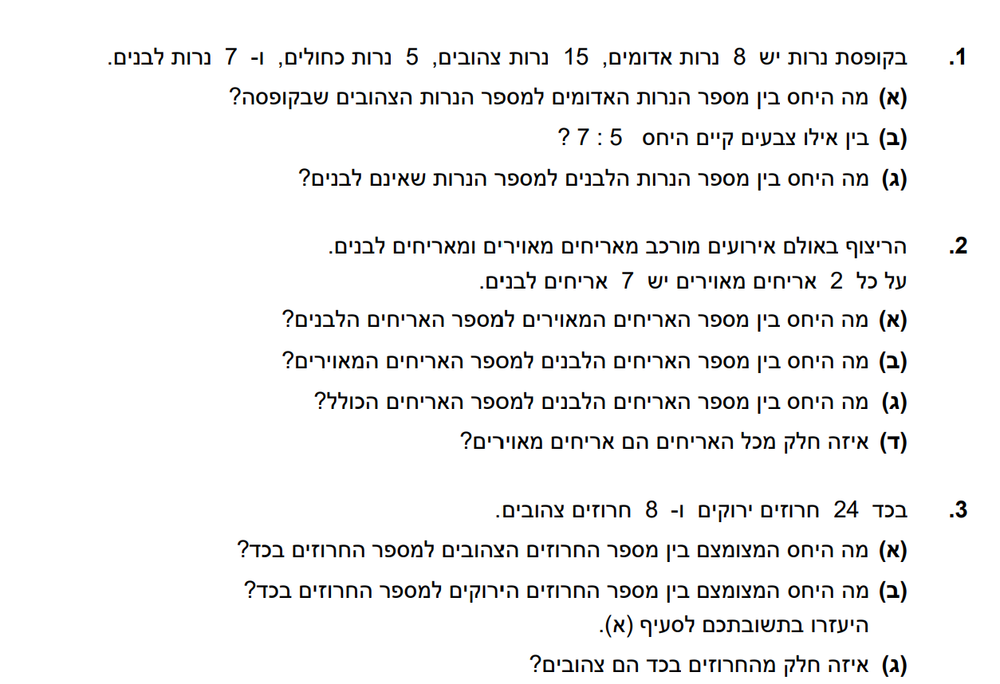 1. בקופסת נרות יש 8 נרות אדומים, 15 נרות צהובים, 5 נרות כחולים, ו- 7 נרות לבנים.
(א) מה היחס בין מספר הנרות האדומים למספר הנרות הצהובים שבקופסה?
(ב) בין אילו צבעים קיים היחס 5 : 7 ?
(ג) מה היחס בין מספר הנרות הלבנים למספר הנרות שאינם לבנים?
2. הריצוף באולם אירועים מורכב מאריחים מאוירים ומאריחים לבנים.
על כל 2 אריחים מאוירים יש 7 אריחים לבנים.
(א) מה היחס בין מספר האריחים המאוירים למספר האריחים הלבנים?
(ב) מה היחס בין מספר האריחים הלבנים למספר האריחים המאוירים?
(ג) מה היחס בין מספר האריחים הלבנים למספר האריחים הכולל?
(ד) איזה חלק מכל האריחים הם אריחים מאוירים?
3. בכד 24 חרוזים ירוקים ו- 8 חרוזים צהובים.
(א) מה היחס המצומצם בין מספר החרוזים הצהובים למספר החרוזים בכד?
(ב) מה היחס המצומצם בין מספר החרוזים הירוקים למספר החרוזים בכד?
היעזרו בתשובתכם לסעיף (א).
(ג) איזה חלק מהחרוזים בכד הם צהובים?